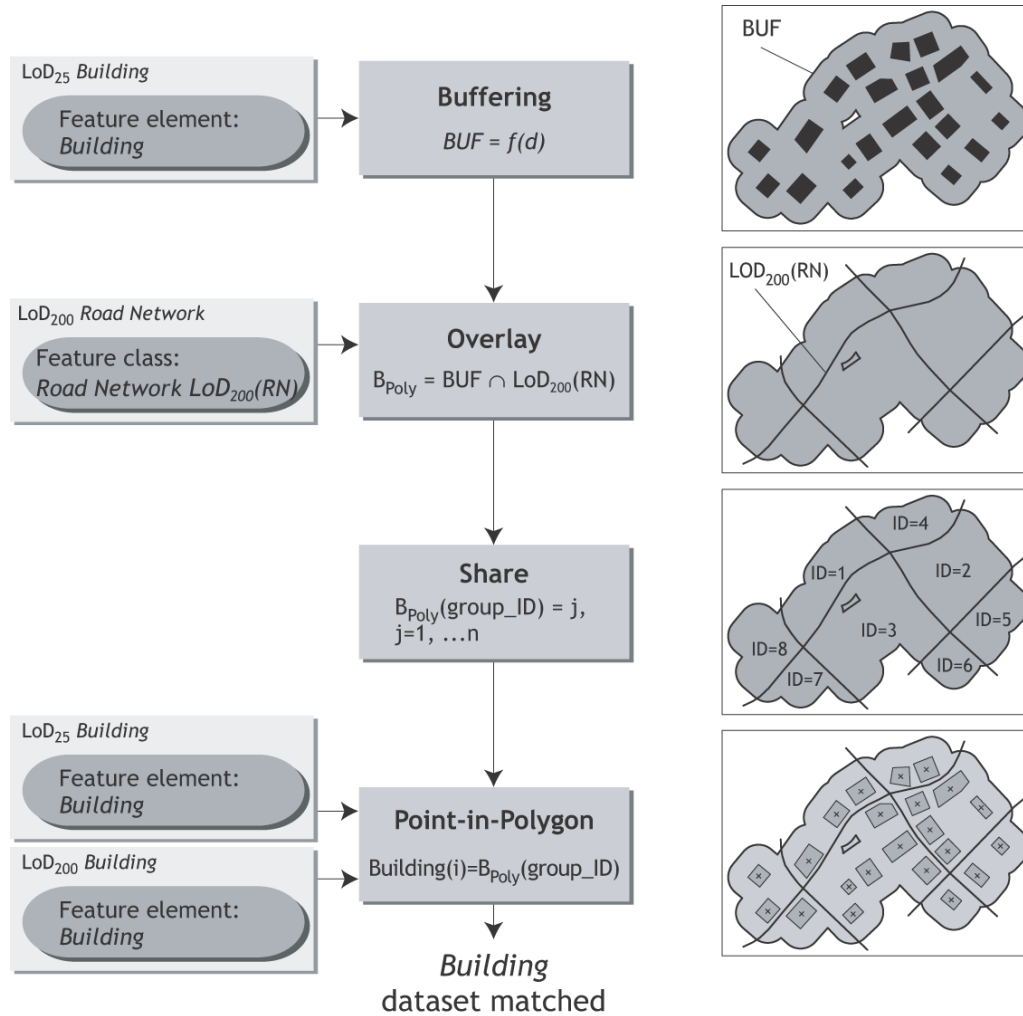 LoD25 Building
Feature element:
Building
Buffering
BUF = f(d)
BUF
LoD200 Road Network
Feature class:
Road Network LoD200(RN)
Overlay
BPoly = BUF ∩ LoD200(RN)
LOD200(RN)
Share
BPoly(group_ID) = j,
j=1, ...n
ID=4
ID=1
ID=2
ID=3
ID=5
ID=8
ID=6
ID=7
LoD25 Building
Feature element:
Building
LoD200 Building
Feature element:
Building
Point-in-Polygon
Building(i)=BPoly(group_ID)
Building
dataset matched